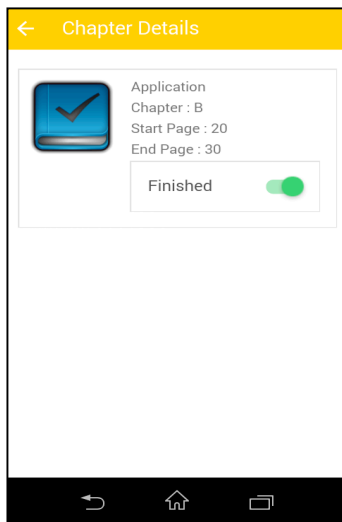 Chapter Details
Application
Chapter : B
Start Page : 20
End Page : 30
Finished